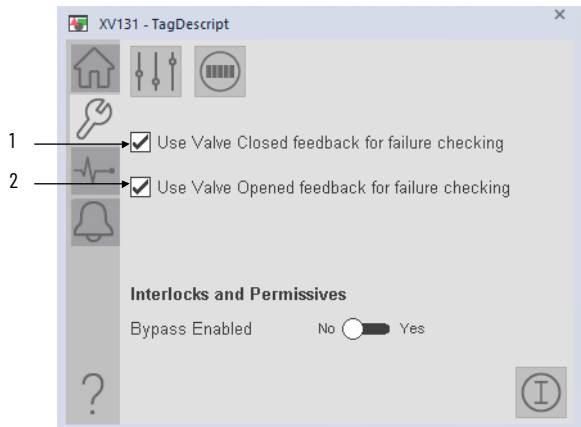 XV131 - TagDescript
1
Use Valve Closed feedback for failure checking
2
Use Valve Opened feedback for failure checking
Interlocks and Permissives
Bypass Enabled No Yes
?
I